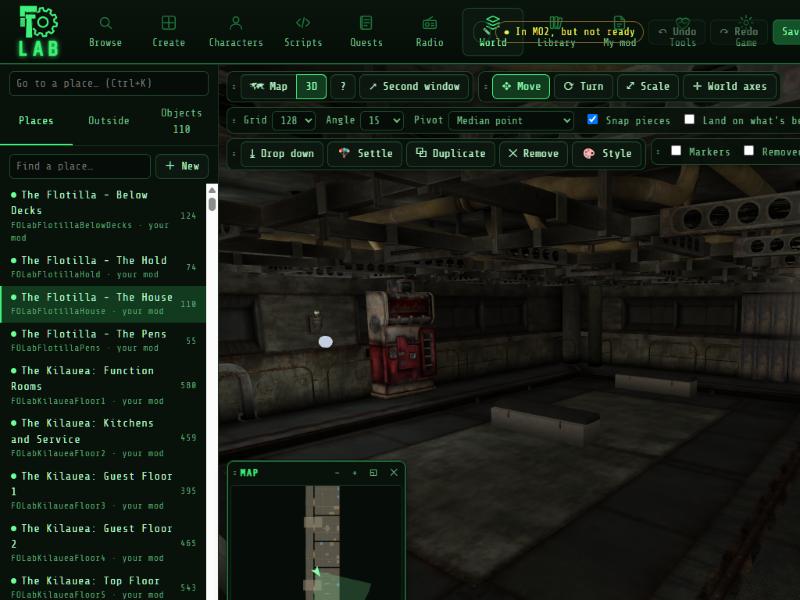 LAB
Browse
Create
Characters
Scripts
Quests
Radio
World
Library
My mod
Tools
Game
In MO2, but not ready
Undo
Redo
Sav
Go to a place… (Ctrl+K)
Places
Outside
Objects
110
Find a place…
+ New
The Flotilla - Below
Decks
FOLabFlotillaBelowDecks · your
mod
124
The Flotilla - The Hold
FOLabFlotillaHold · your mod
74
The Flotilla - The House
FOLabFlotillaHouse · your mod
110
The Flotilla - The Pens
FOLabFlotillaPens · your mod
55
The Kilauea: Function
Rooms
FOLabKilaueaFloor1 · your mod
580
The Kilauea: Kitchens
and Service
FOLabKilaueaFloor2 · your mod
459
The Kilauea: Guest Floor
1
FOLabKilaueaFloor3 · your mod
395
The Kilauea: Guest Floor
2
FOLabKilaueaFloor4 · your mod
465
The Kilauea: Top Floor
FOLabKilaueaFloor5 · your mod
543
Map
3D
?
Second window
Move
Turn
Scale
World axes
Grid
128
Angle
15
Pivot
Median point
Snap pieces
Land on what's be
Drop down
Settle
Duplicate
Remove
Style
Markers
Remove
MAP